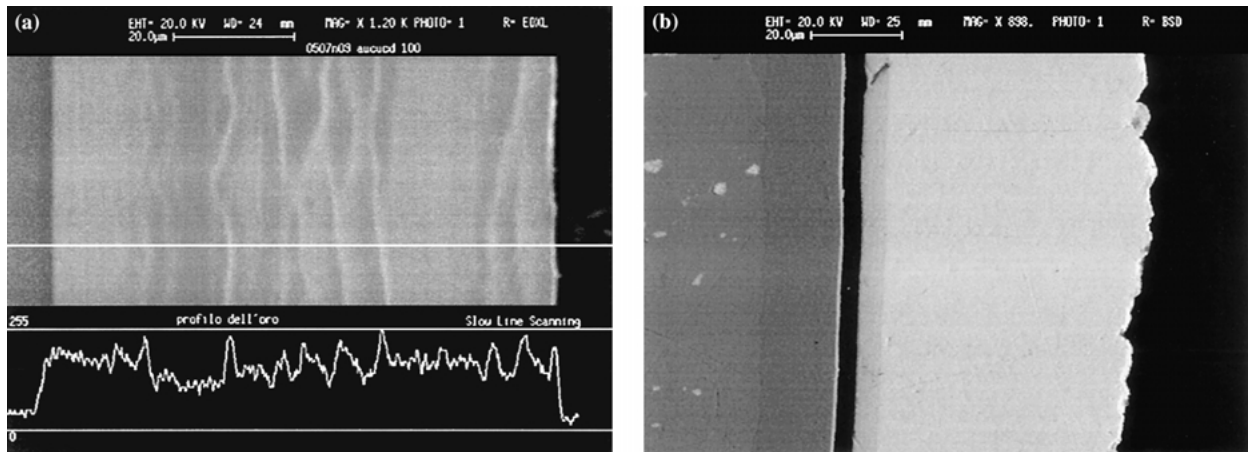 (a)
EHT= 20.0 KV WD= 24 mm MAG= X 1.20 K PHOTO= 1 R= EDXL
20.0µm
0507n09 aucucd 100
255 profilo dell'oro Slow Line Scanning
0
(b)
EHT= 20.0 KV WD= 25 mm MAG= X 898. PHOTO= 1 R= BSD
20.0µm